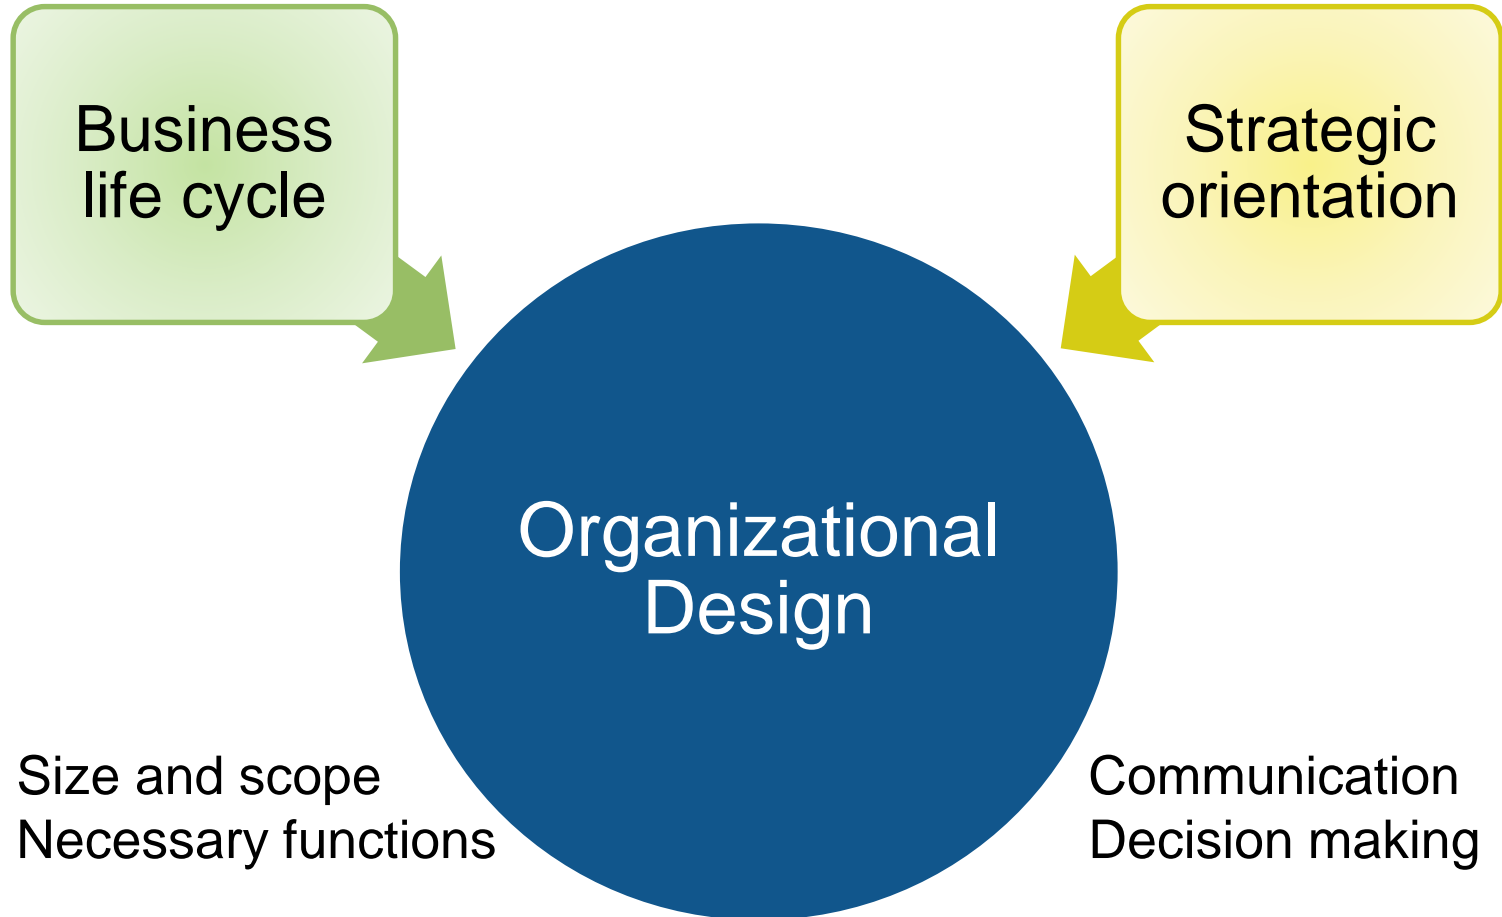 Business
life cycle
Strategic
orientation
Organizational
Design
Size and scope
Necessary functions
Communication
Decision making